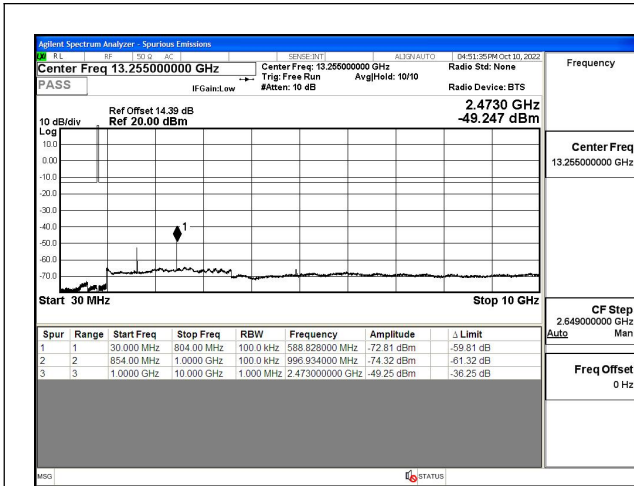 Agilent Spectrum Analyzer - Spurious Emissions
RL RF 50 Ω AC SENSE:INT ALIGN AUTO 04:51:35PM Oct 10, 2022
Center Freq 13.255000000 GHz
Center Freq: 13.255000000 GHz
Radio Std: None
Trig: Free Run Avg|Hold: 10/10
PASS
IFGain:Low
#Atten: 10 dB
Radio Device: BTS
2.4730 GHz
-49.247 dBm
Ref Offset 14.39 dB
10 dB/div Ref 20.00 dBm
Log
10.0
0.00
-10.0
-20.0
-30.0
-40.0
-50.0
-60.0
-70.0
1
Start 30 MHz Stop 10 GHz
Spur Range Start Freq Stop Freq RBW Frequency Amplitude Δ Limit
1 1 30.000 MHz 804.00 MHz 100.0 kHz 588.828000 MHz -72.81 dBm -59.81 dB
2 2 854.00 MHz 1.0000 GHz 100.0 kHz 996.934000 MHz -74.32 dBm -61.32 dB
3 3 1.0000 GHz 10.000 GHz 1.000 MHz 2.473000000 GHz -49.25 dBm -36.25 dB
MSG STATUS
Frequency
Center Freq
13.255000000 GHz
CF Step
2.649000000 GHz
Auto Man
Freq Offset
0 Hz